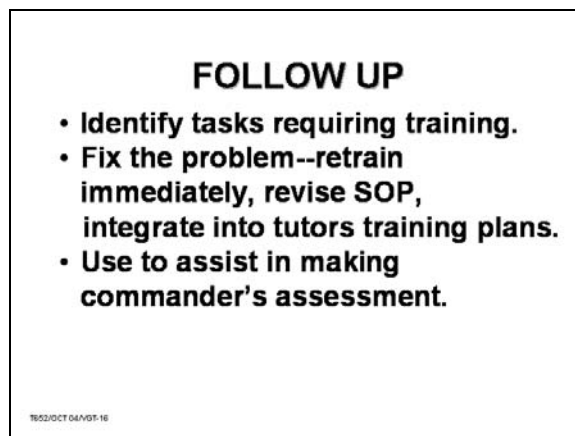 FOLLOW UP
• Identify tasks requiring training.
• Fix the problem--retrain
immediately, revise SOP,
integrate into tutors training plans.
• Use to assist in making
commander's assessment.
T652/OCT 04/VGT-16